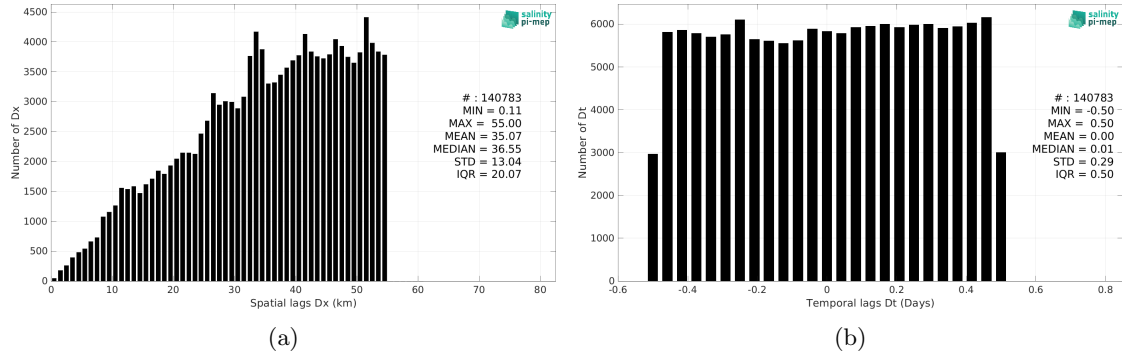 4500
4000
3500
3000
2500
2000
1500
1000
500
0
Number of Dx
0 10 20 30 40 50 60 70 80
Spatial lags Dx (km)
salinity
pi-mep
# : 140783
MIN = 0.11
MAX = 55.00
MEAN = 35.07
MEDIAN = 36.55
STD = 13.04
IQR = 20.07
(a)
6000
5000
4000
3000
2000
1000
0
Number of Dt
-0.6 -0.4 -0.2 0 0.2 0.4 0.6 0.8
Temporal lags Dt (Days)
salinity
pi-mep
# : 140783
MIN = -0.50
MAX = 0.50
MEAN = 0.00
MEDIAN = 0.01
STD = 0.29
IQR = 0.50
(b)